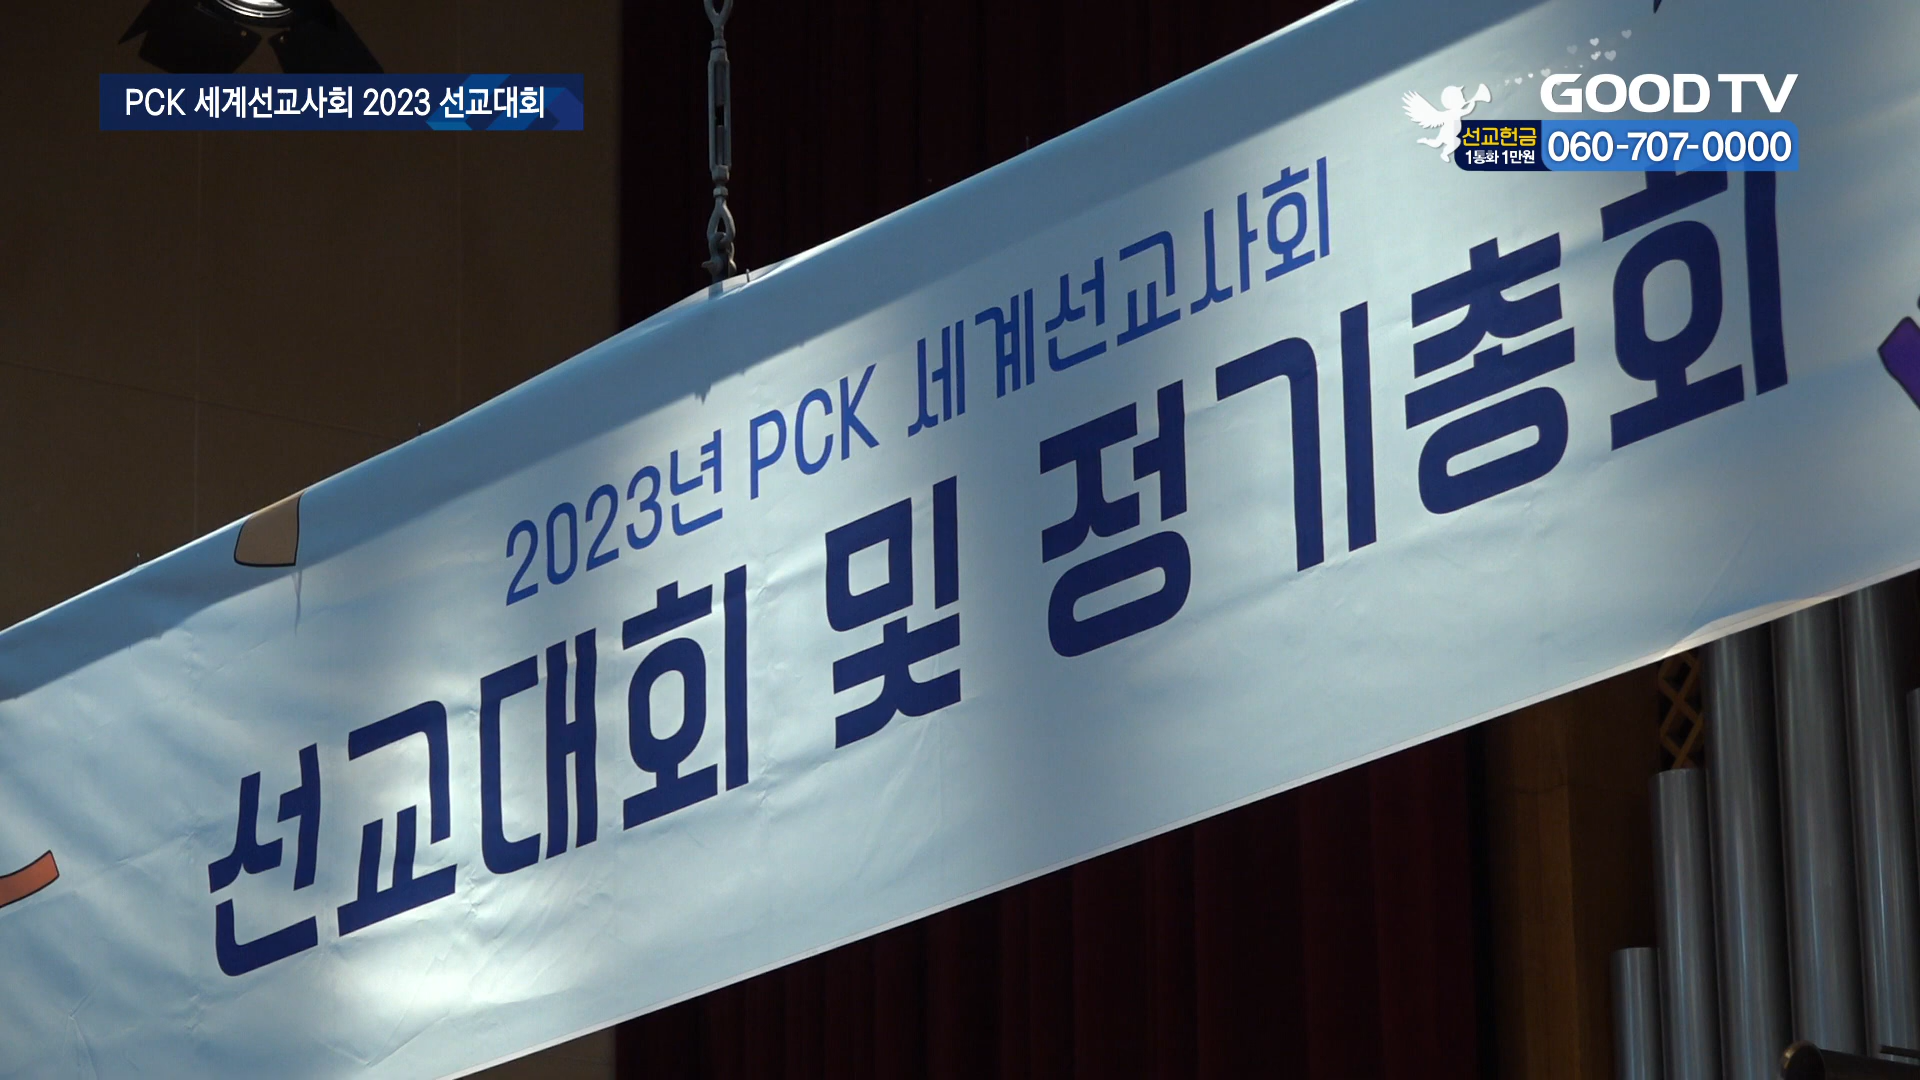 PCK 세계선교사회 2023 선교대회
GOOD TV
선교헌금
1통화 1만원
060-707-0000
2023년 PCK 세계선교사회
선교대회 및 정기총회